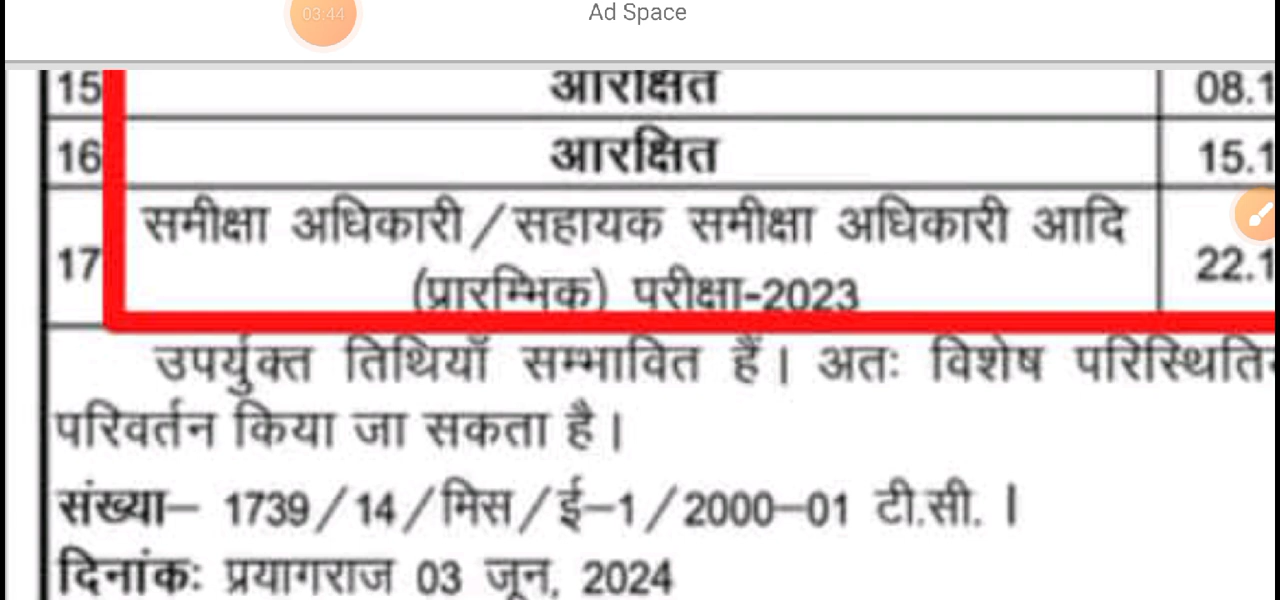 03:44
Ad Space
15 आरक्षित 08.1
16 आरक्षित 15.1
समीक्षा अधिकारी/सहायक समीक्षा अधिकारी आदि
17 22.1
(प्रारम्भिक) परीक्षा-2023
उपर्युक्त तिथियाँ सम्भावित हैं। अतः विशेष
परिवर्तन किया जा सकता है।
संख्या– 1739/14/मिस/ई–1/2000–01 टी.सी. ।
दिनांकः प्रयागराज 03 जून, 2024